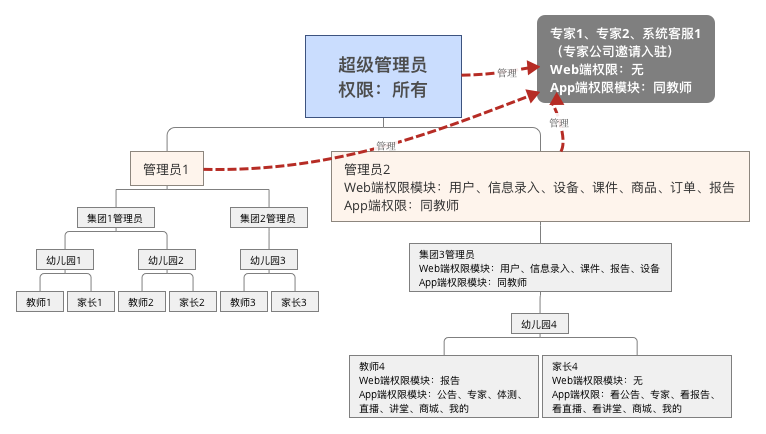 超级管理员
权限：所有
专家1、专家2、系统客服1
（专家公司邀请入驻）
Web端权限：无
App端权限模块：同教师
管理
管理
管理
管理员1
管理员2
Web端权限模块：用户、信息录入、设备、课件、商品、订单、报告
App端权限：同教师
集团1管理员
集团2管理员
集团3管理员
Web端权限模块：用户、信息录入、课件、报告、设备
App端权限模块：同教师
幼儿园1
幼儿园2
幼儿园3
幼儿园4
教师1
家长1
教师2
家长2
教师3
家长3
教师4
Web端权限模块：报告
App端权限模块：公告、专家、体测、
直播、讲堂、商城、我的
家长4
Web端权限模块：无
App端权限：看公告、专家、看报告、
看直播、看讲堂、商城、我的